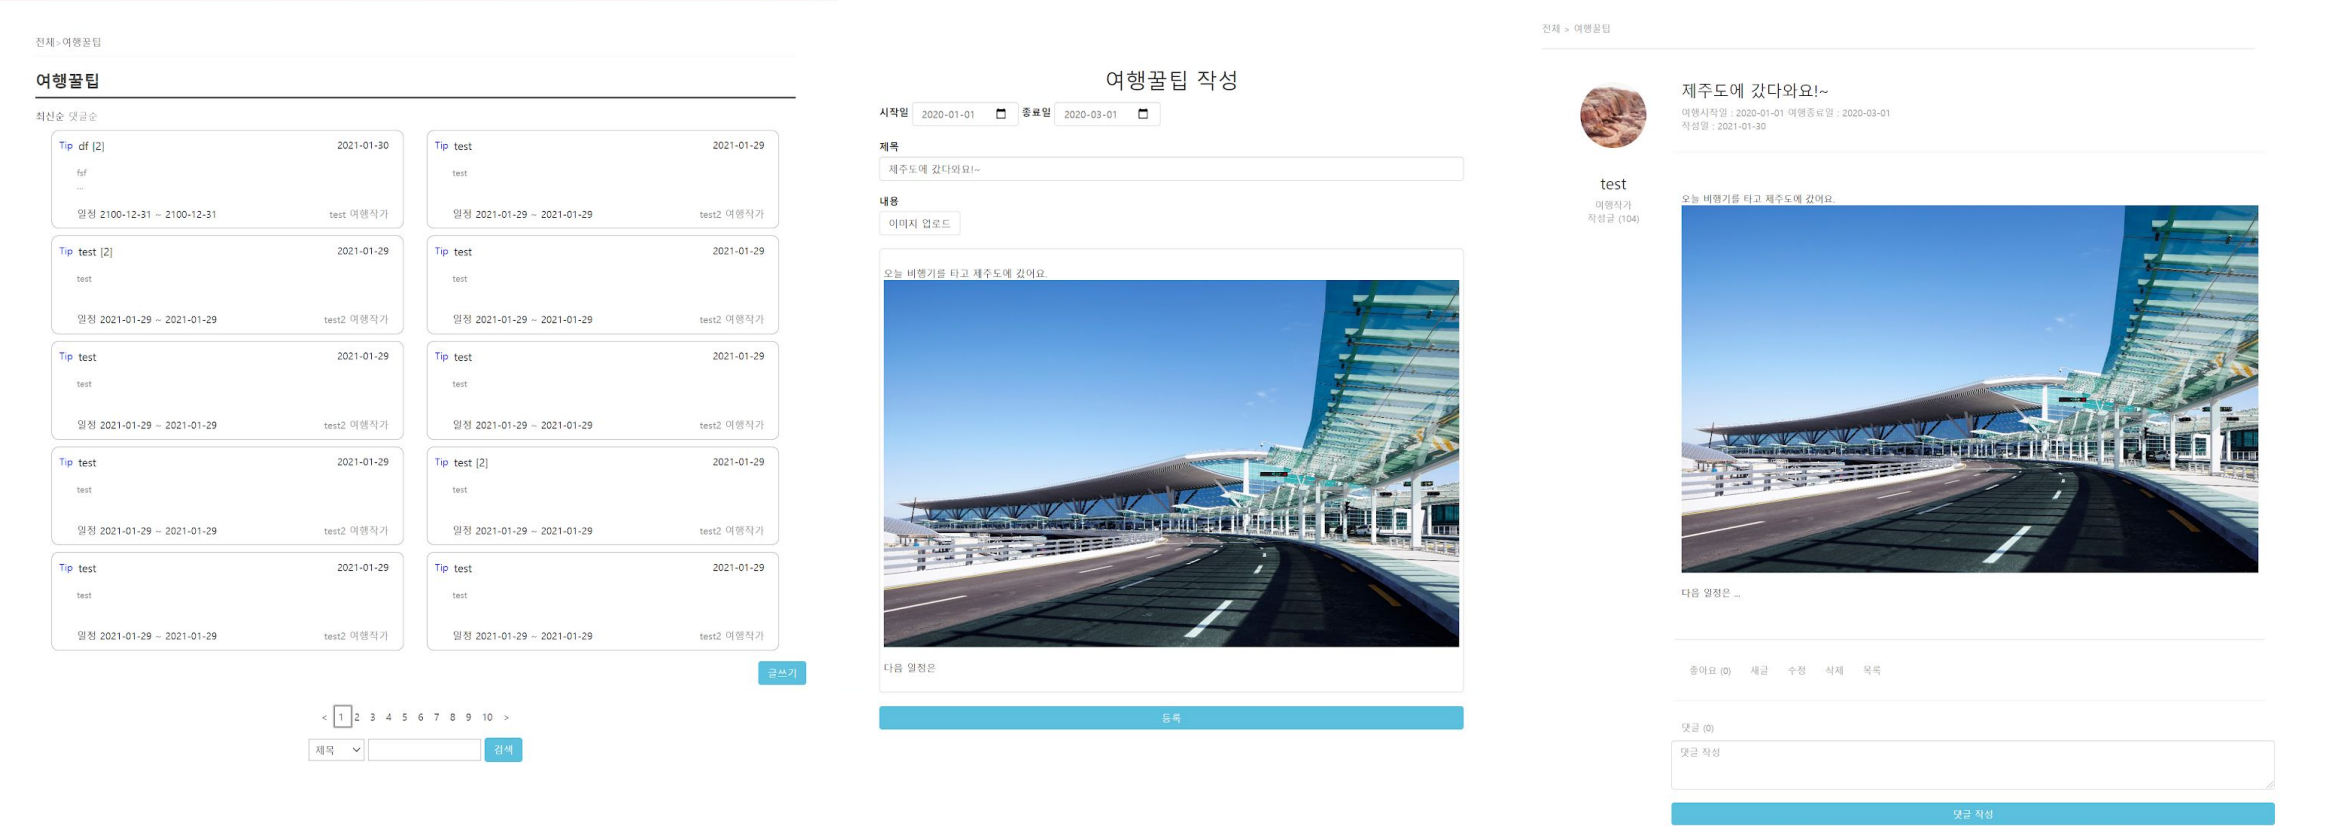 전체>여행꿀팁
여행꿀팁
최신순 댓글순
Tip df [2] 2021-01-30
fsf
...
일정 2100-12-31 ~ 2100-12-31 test 여행작가
Tip test 2021-01-29
test
일정 2021-01-29 ~ 2021-01-29 test2 여행작가
Tip test [2] 2021-01-29
test
일정 2021-01-29 ~ 2021-01-29 test2 여행작가
Tip test 2021-01-29
test
일정 2021-01-29 ~ 2021-01-29 test2 여행작가
Tip test 2021-01-29
test
일정 2021-01-29 ~ 2021-01-29 test2 여행작가
Tip test 2021-01-29
test
일정 2021-01-29 ~ 2021-01-29 test2 여행작가
Tip test 2021-01-29
test
일정 2021-01-29 ~ 2021-01-29 test2 여행작가
Tip test [2] 2021-01-29
test
일정 2021-01-29 ~ 2021-01-29 test2 여행작가
Tip test 2021-01-29
test
일정 2021-01-29 ~ 2021-01-29 test2 여행작가
Tip test 2021-01-29
test
일정 2021-01-29 ~ 2021-01-29 test2 여행작가
글쓰기
< 1 2 3 4 5 6 7 8 9 10 >
제목 검색
여행꿀팁 작성
시작일 2020-01-01 종료일 2020-03-01
제목
제주도에 갔다와요!~
내용
이미지 업로드
오늘 비행기를 타고 제주도에 갔어요.
다음 일정은
등록
전체 > 여행꿀팁
test
여행작가
작성글 (104)
제주도에 갔다와요!~
여행시작일 : 2020-01-01 여행종료일 : 2020-03-01
작성일 : 2021-01-30
오늘 비행기를 타고 제주도에 갔어요.
다음 일정은 ...
좋아요 (0) 새글 수정 삭제 목록
댓글 (0)
댓글 작성
댓글 작성